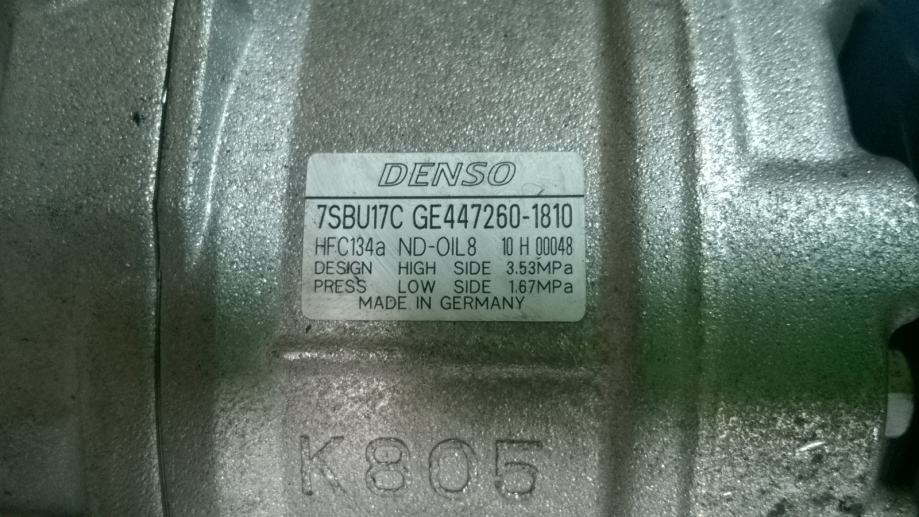 DENSO
7SBU17C GE447260-1810
HFC134a ND-OIL8 10 H 00048
DESIGN HIGH SIDE 3.53MPa
PRESS LOW SIDE 1.67MPa
MADE IN GERMANY
K805